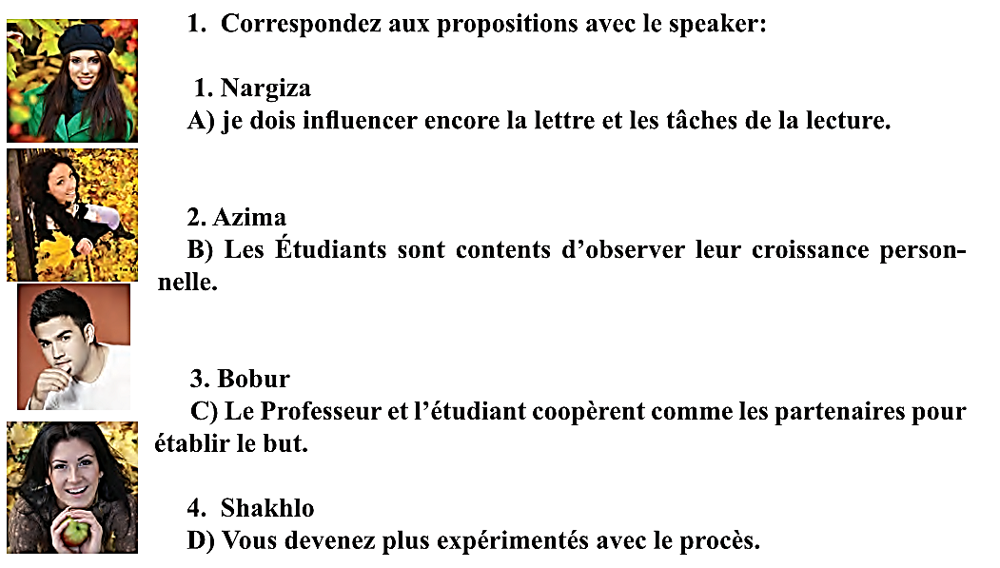 1. Correspondez aux propositions avec le speaker:
1. Nargiza
A) je dois influencer encore la lettre et les tâches de la lecture.
2. Azima
B) Les Étudiants sont contents d’observer leur croissance person-
nelle.
3. Bobur
C) Le Professeur et l’étudiant coopèrent comme les partenaires pour
établir le but.
4. Shakhlo
D) Vous devenez plus expérimentés avec le procès.